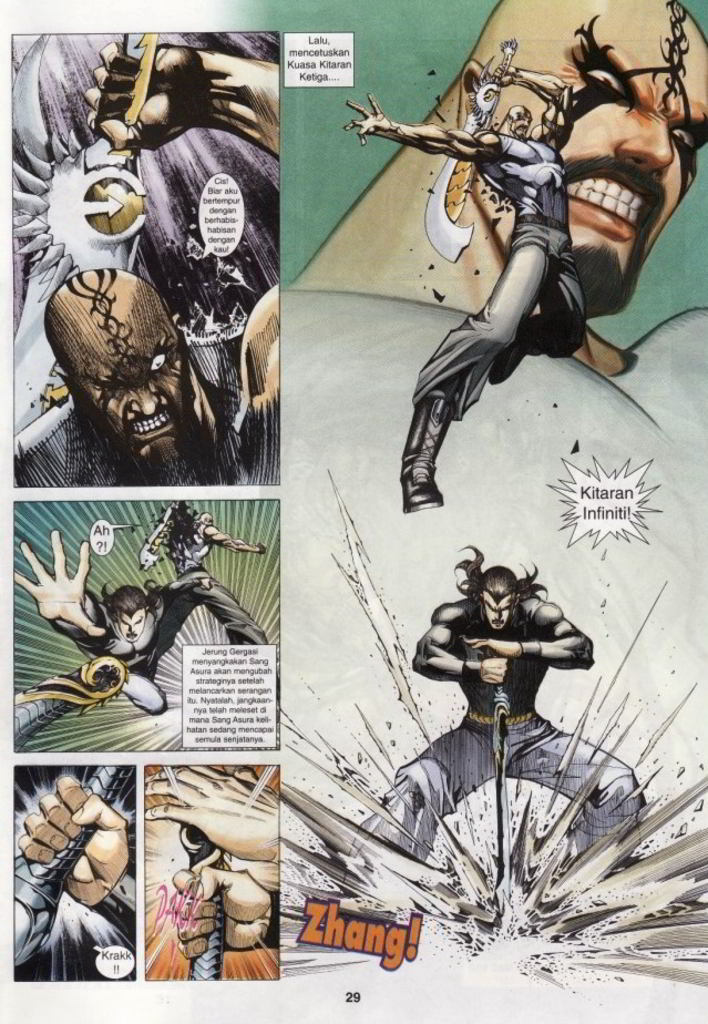 Cis!
Biar aku
bertempur
dengan
berhabis-
habisan
dengan
kau!
Ah
?!
Jerung Gergasi
menyangkakan Sang
Asura akan mengubah
strateginya setelah
melancarkan serangan
itu. Nyatalah, jangkaan-
nya telah meleset di
mana Sang Asura keli-
hatan sedang mencapai
semula senjatanya.
Krakk
!!
Lalu,
mencetuskan
Kuasa Kitaran
Ketiga....
Kitaran
Infiniti!
Zhang!
29